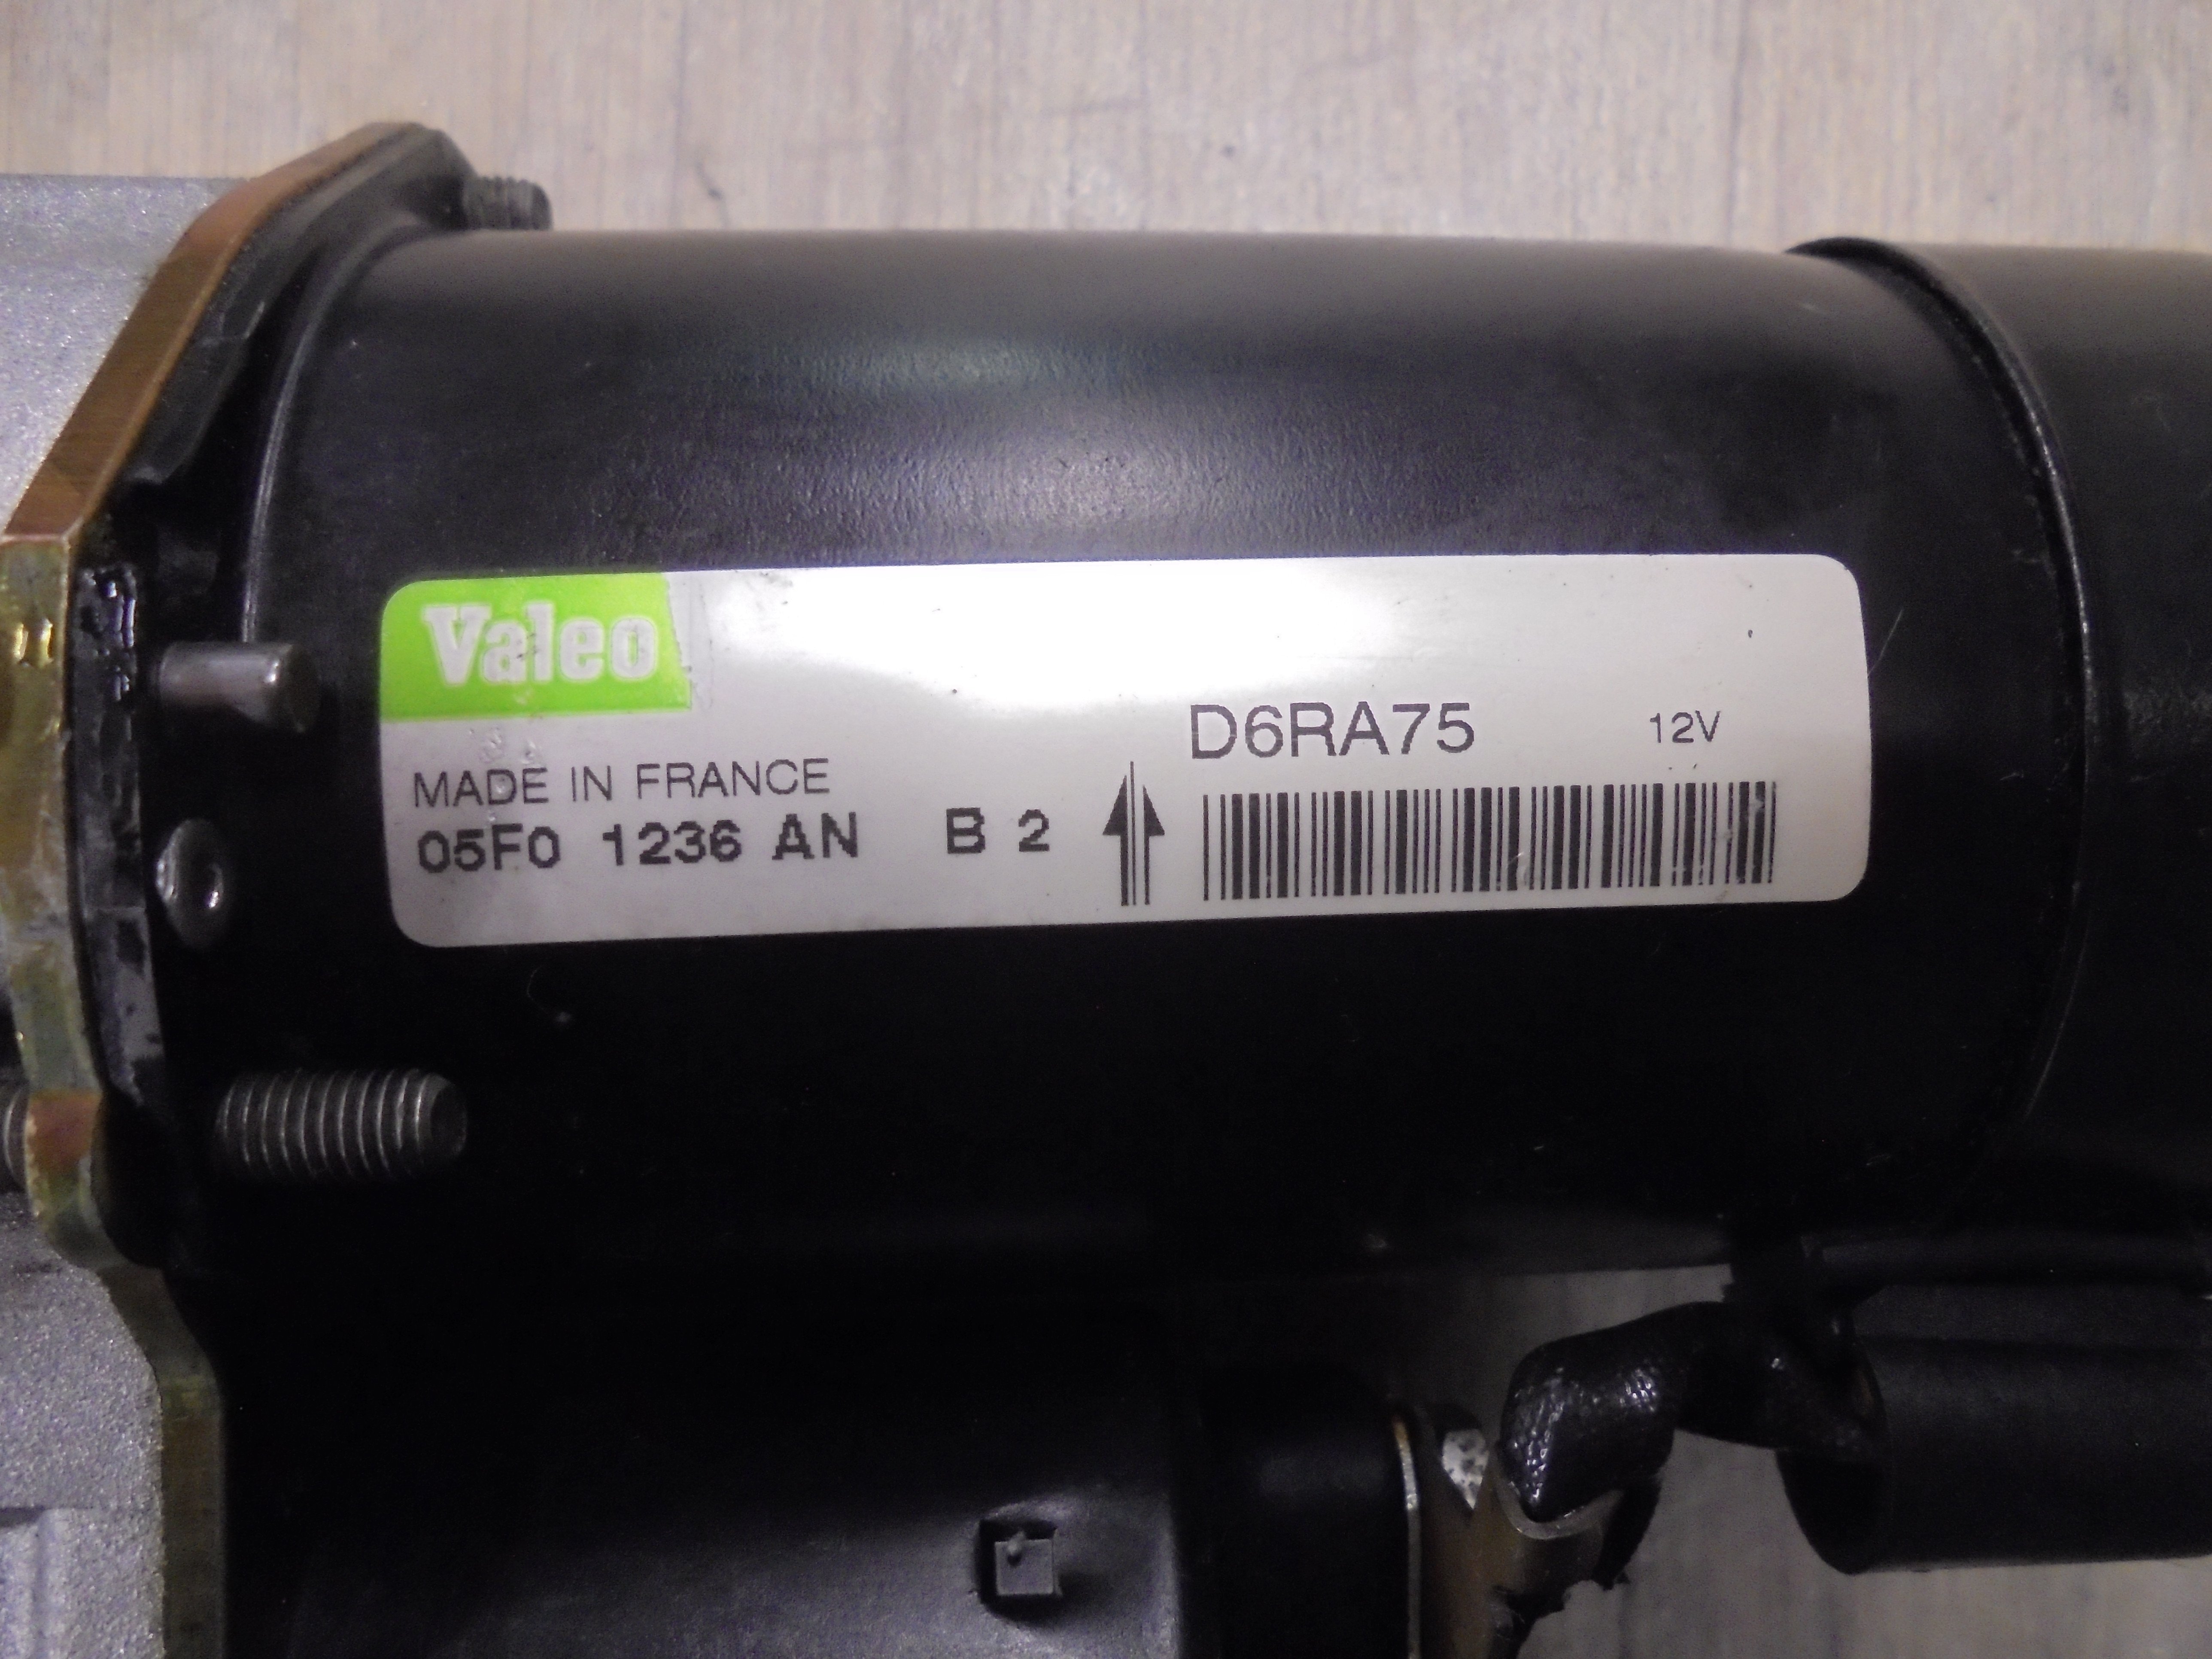 Valeo
D6RA75 12V
MADE IN FRANCE
05F0 1236 AN B 2